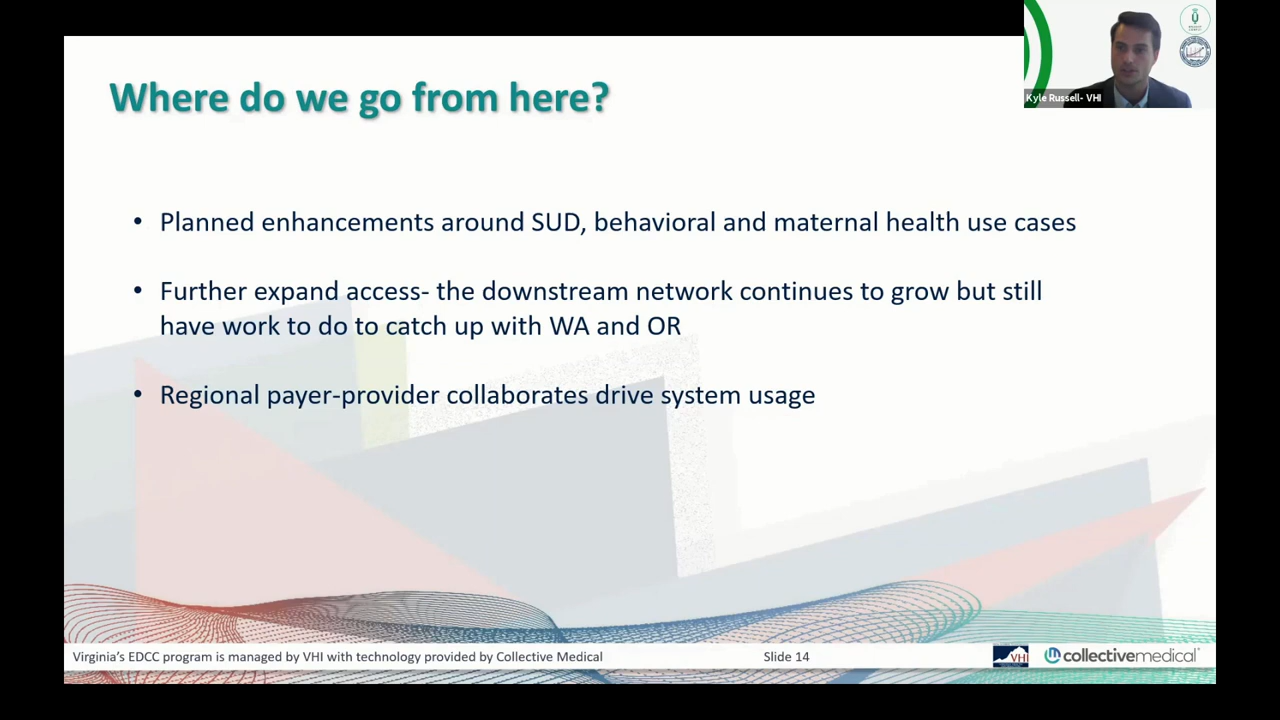 Where do we go from here?
Kyle Russell- VHI
• Planned enhancements around SUD, behavioral and maternal health use cases
• Further expand access- the downstream network continues to grow but still
have work to do to catch up with WA and OR
• Regional payer-provider collaborates drive system usage
Virginia's EDCC program is managed by VHI with technology provided by Collective Medical
Slide 14
VHI
collectivemedical